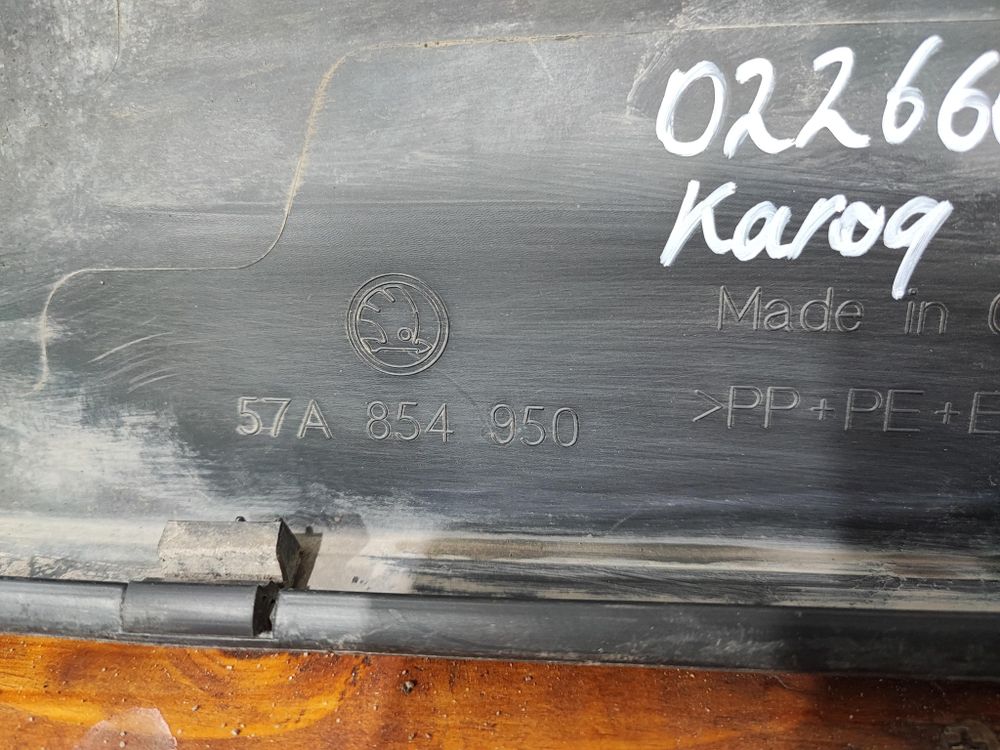 02266
Karoq
Made in
57A 854 950
>PP+PE+E